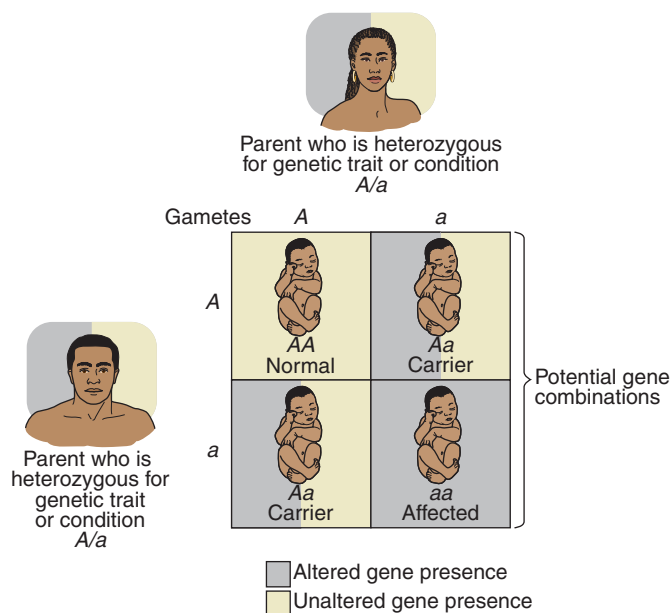 Parent who is heterozygous
for genetic trait or condition
A/a
Gametes A a
A
AA
Normal
Aa
Carrier
Potential gene
combinations
Parent who is
heterozygous for
genetic trait
or condition
A/a
a
Aa
Carrier
aa
Affected
Altered gene presence
Unaltered gene presence